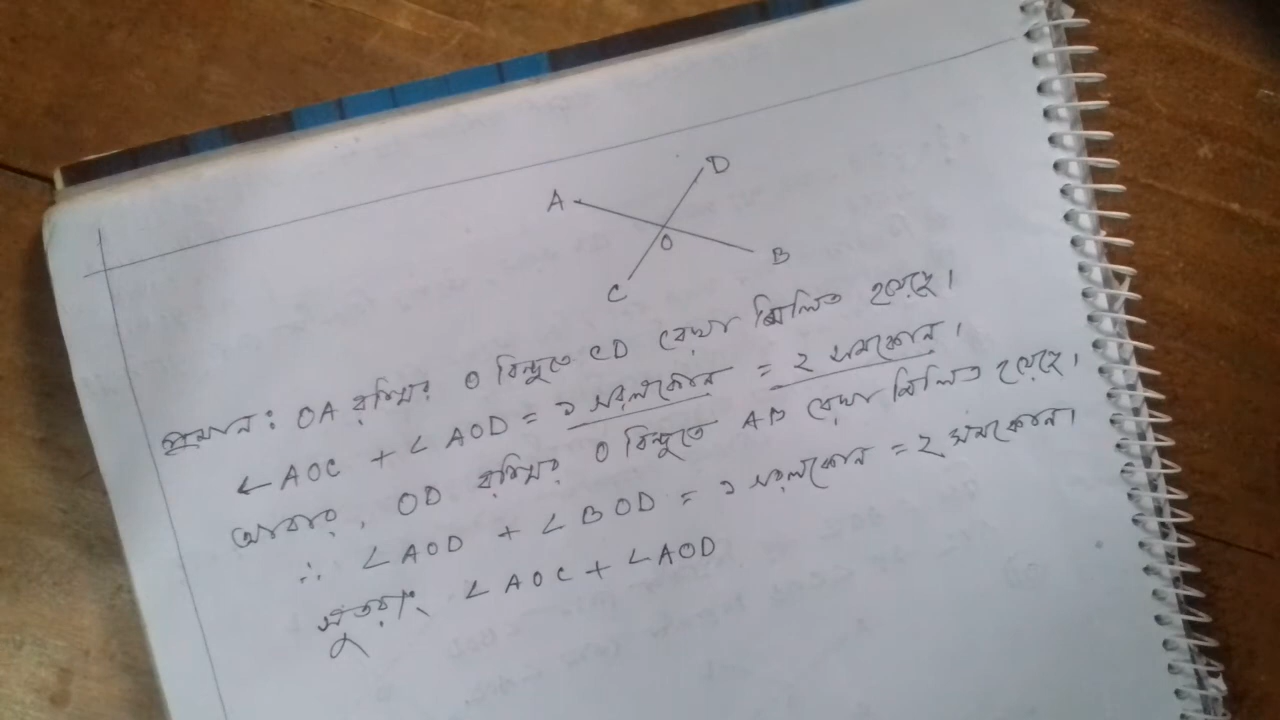 D
A
O
B
C
প্রমান: OA রশ্মির O বিন্দুতে CD রেখা মিলিত হয়েছে।
∠AOC + ∠AOD = ১ সরলকোন = ২ সমকোন।
আবার, OD রশ্মির O বিন্দুতে AB রেখা মিলিত হয়েছে।
∴ ∠AOD + ∠BOD = ১ সরলকোন = ২ সমকোন।
সুতরাং ∠AOC + ∠AOD